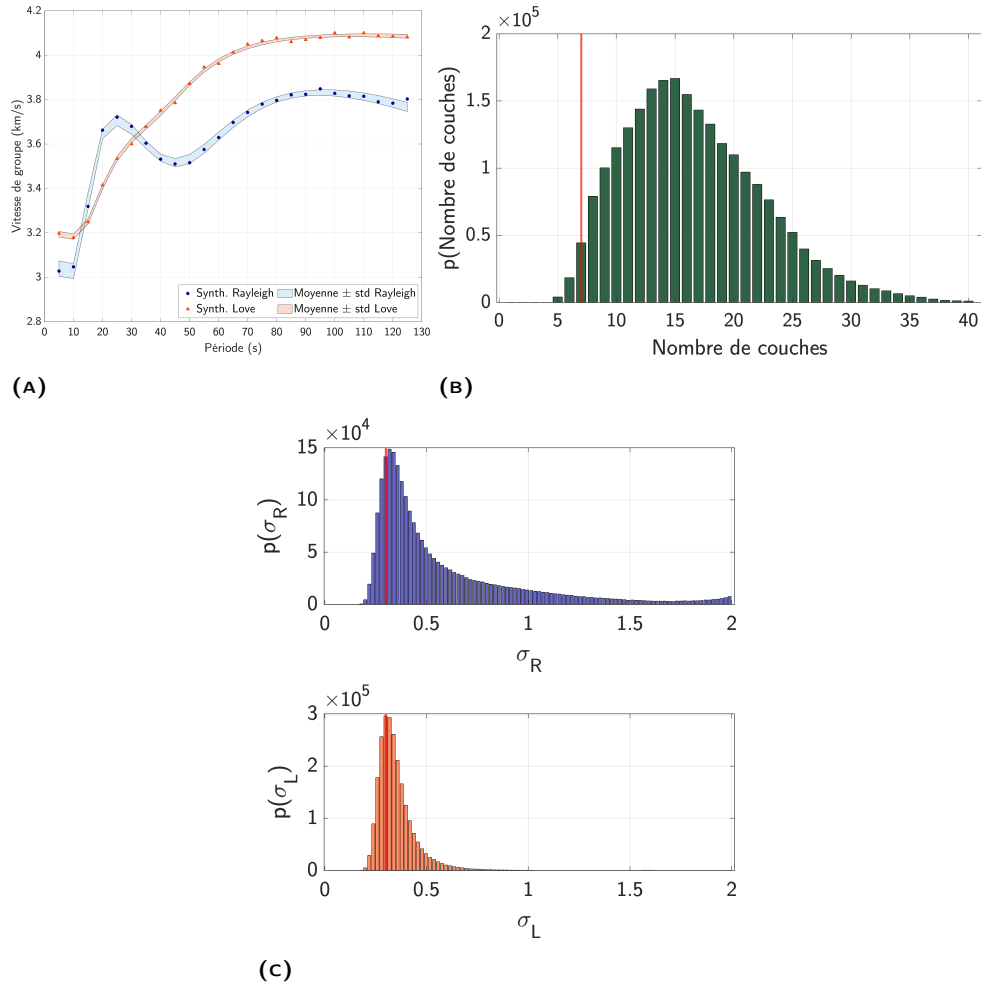 4.2
4
3.8
3.6
3.4
3.2
3
2.8
Vitesse de groupe (km/s)
0 10 20 30 40 50 60 70 80 90 100 110 120 130
Période (s)
Synth. Rayleigh
Synth. Love
Moyenne ± std Rayleigh
Moyenne ± std Love
(A)
×10^5
2
1.5
1
0.5
0
p(Nombre de couches)
0 5 10 15 20 25 30 35 40
Nombre de couches
(B)
×10^4
15
10
5
0
p(σ_R)
0 0.5 1 1.5 2
σ_R
×10^5
3
2
1
0
p(σ_L)
0 0.5 1 1.5 2
σ_L
(C)